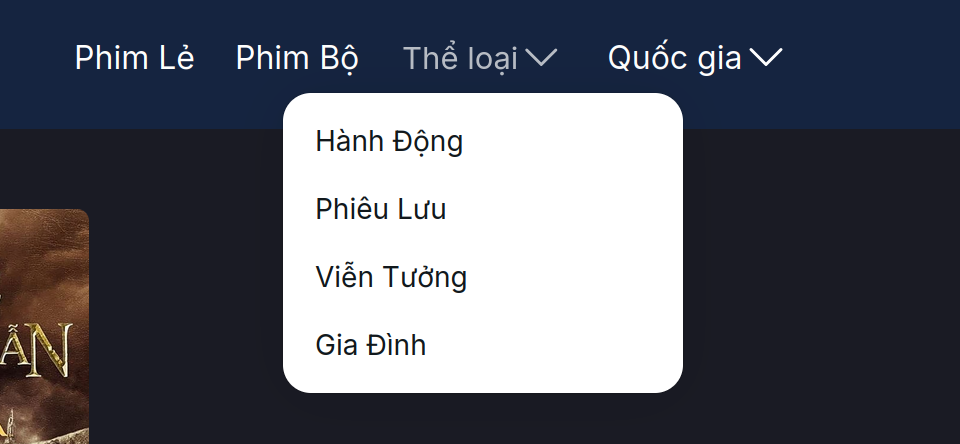 Phim Lẻ Phim Bộ Thể loại Quốc gia
Hành Động
Phiêu Lưu
Viễn Tưởng
Gia Đình